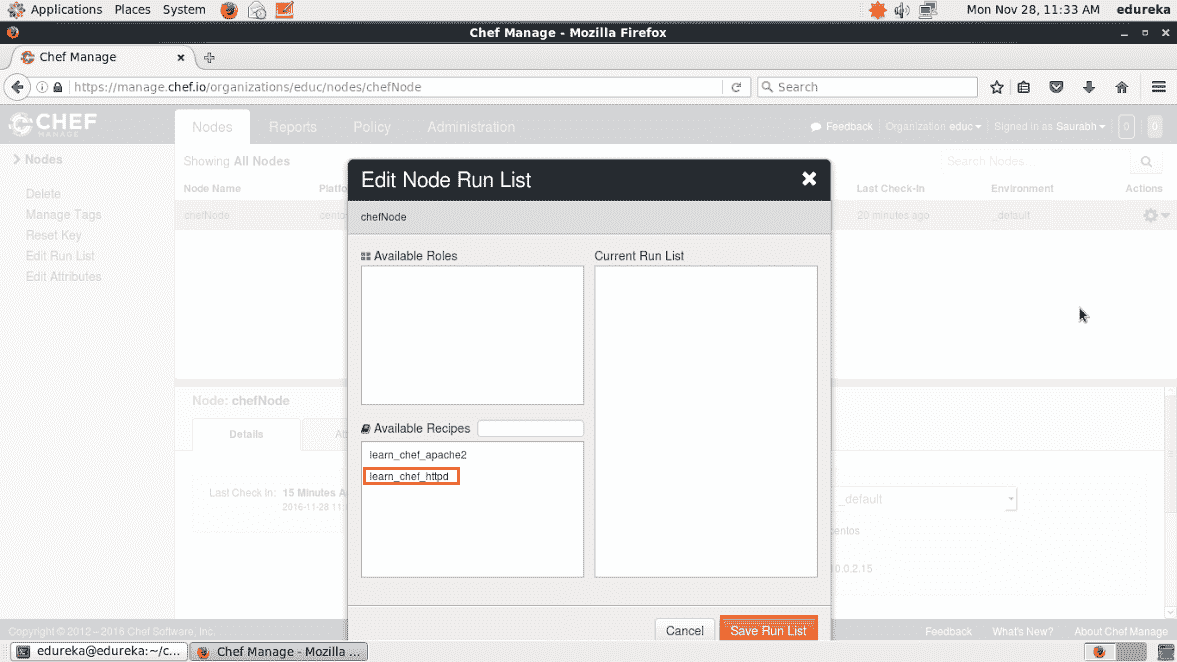 Applications Places System Mon Nov 28, 11:33 AM edureka
Chef Manage - Mozilla Firefox
Chef Manage
https://manage.chef.io/organizations/educ/nodes/chefNode Search
CHEF MANAGE Nodes Reports Policy Administration Feedback Organization educ Signed in as Saurabh 0 0
Nodes Showing All Nodes Search Nodes...
Node Name Platfo Last Check-In Environment Actions
chefNode cento 20 minutes ago _default
Delete
Manage Tags
Reset Key
Edit Run List
Edit Attributes
Edit Node Run List
chefNode
Available Roles Current Run List
Available Recipes
learn_chef_apache2
learn_chef_httpd
Cancel Save Run List
Node: chefNode
Details At
Last Check In: 15 Minutes A
2016-11-28 11
_default
centos
10.0.2.15
Copyright © 2012 – 2016 Chef Software, Inc. Feedback What's New? About Chef Manage
edureka@edureka:~/c... Chef Manage - Mozilla ...